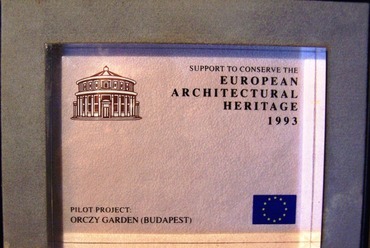 SUPPORT TO CONSERVE THE
EUROPEAN
ARCHITECTURAL
HERITAGE
1993
PILOT PROJECT:
ORCZY GARDEN (BUDAPEST)